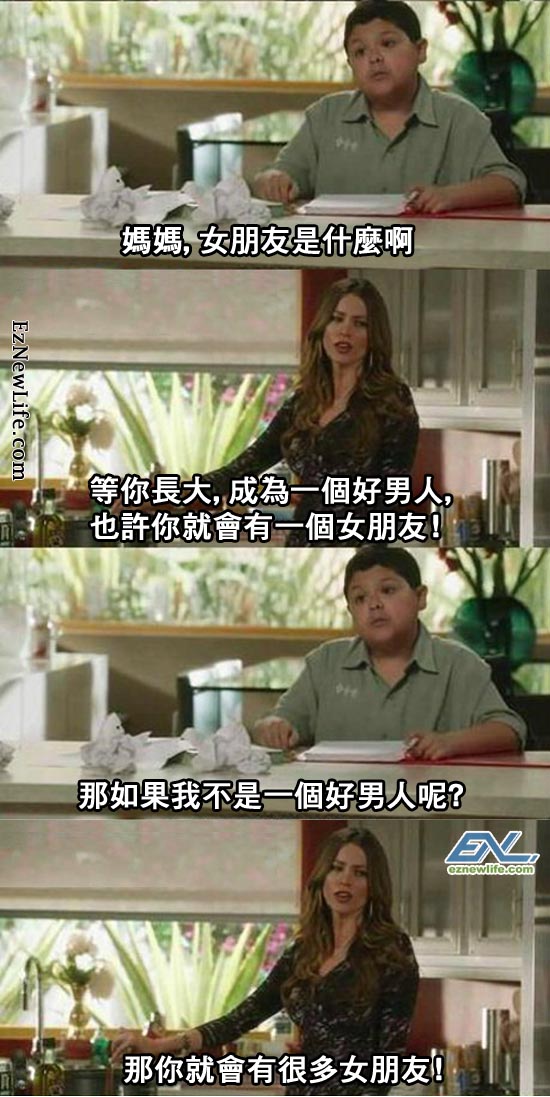 媽媽, 女朋友是什麼啊
EzNewLife.com
等你長大, 成為一個好男人,
也許你就會有一個女朋友!
那如果我不是一個好男人呢?
ENL
eznewlife.com
那你就會有很多女朋友!